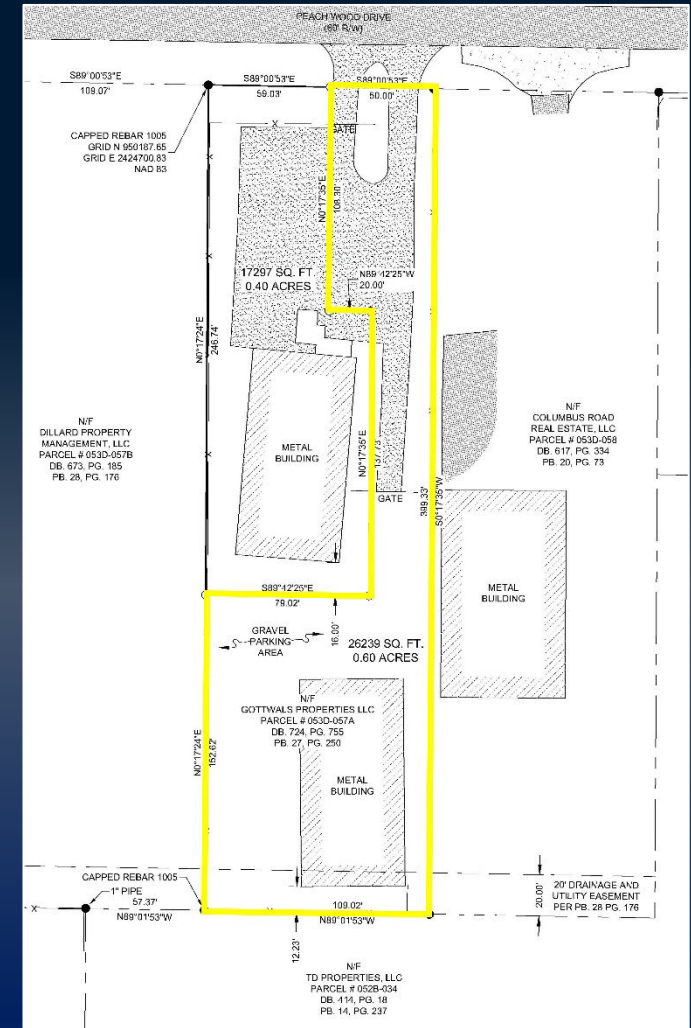 PEACH WOOD DRIVE
(60' R/W)
S89°00'53"E
109.07'
S89°00'53"E
59.03'
S89°00'53"E
50.00'
CAPPED REBAR 1005
GRID N 950187.65
GRID E 2424700.83
NAD 83
X
GATE
N0°17'35"E
108.30'
N89°42'25"W
20.00'
17297 SQ. FT.
0.40 ACRES
N0°17'24"E
246.74'
N/F
DILLARD PROPERTY
MANAGEMENT, LLC
PARCEL # 053D-057B
DB. 673, PG. 185
PB. 28, PG. 176
METAL
BUILDING
N0°17'35"E
137.73'
GATE
399.33'
S0°17'35"W
N/F
COLUMBUS ROAD
REAL ESTATE, LLC
PARCEL # 053D-058
DB. 617, PG. 334
PB. 20, PG. 73
METAL
BUILDING
S89°42'25"E
79.02'
GRAVEL
PARKING
AREA
16.00'
26239 SQ. FT.
0.60 ACRES
N/F
GOTTWALS PROPERTIES LLC
PARCEL # 053D-057A
DB. 724, PG. 755
PB. 27, PG. 250
N0°17'24"E
152.62'
METAL
BUILDING
CAPPED REBAR 1005
1" PIPE
57.37'
N89°01'53"W
X
109.02'
N89°01'53"W
12.23'
20.00'
20' DRAINAGE AND
UTILITY EASEMENT
PER PB. 28 PG. 176
N/F
TD PROPERTIES, LLC
PARCEL # 052B-034
DB. 414, PG. 18
PB. 14, PG. 237